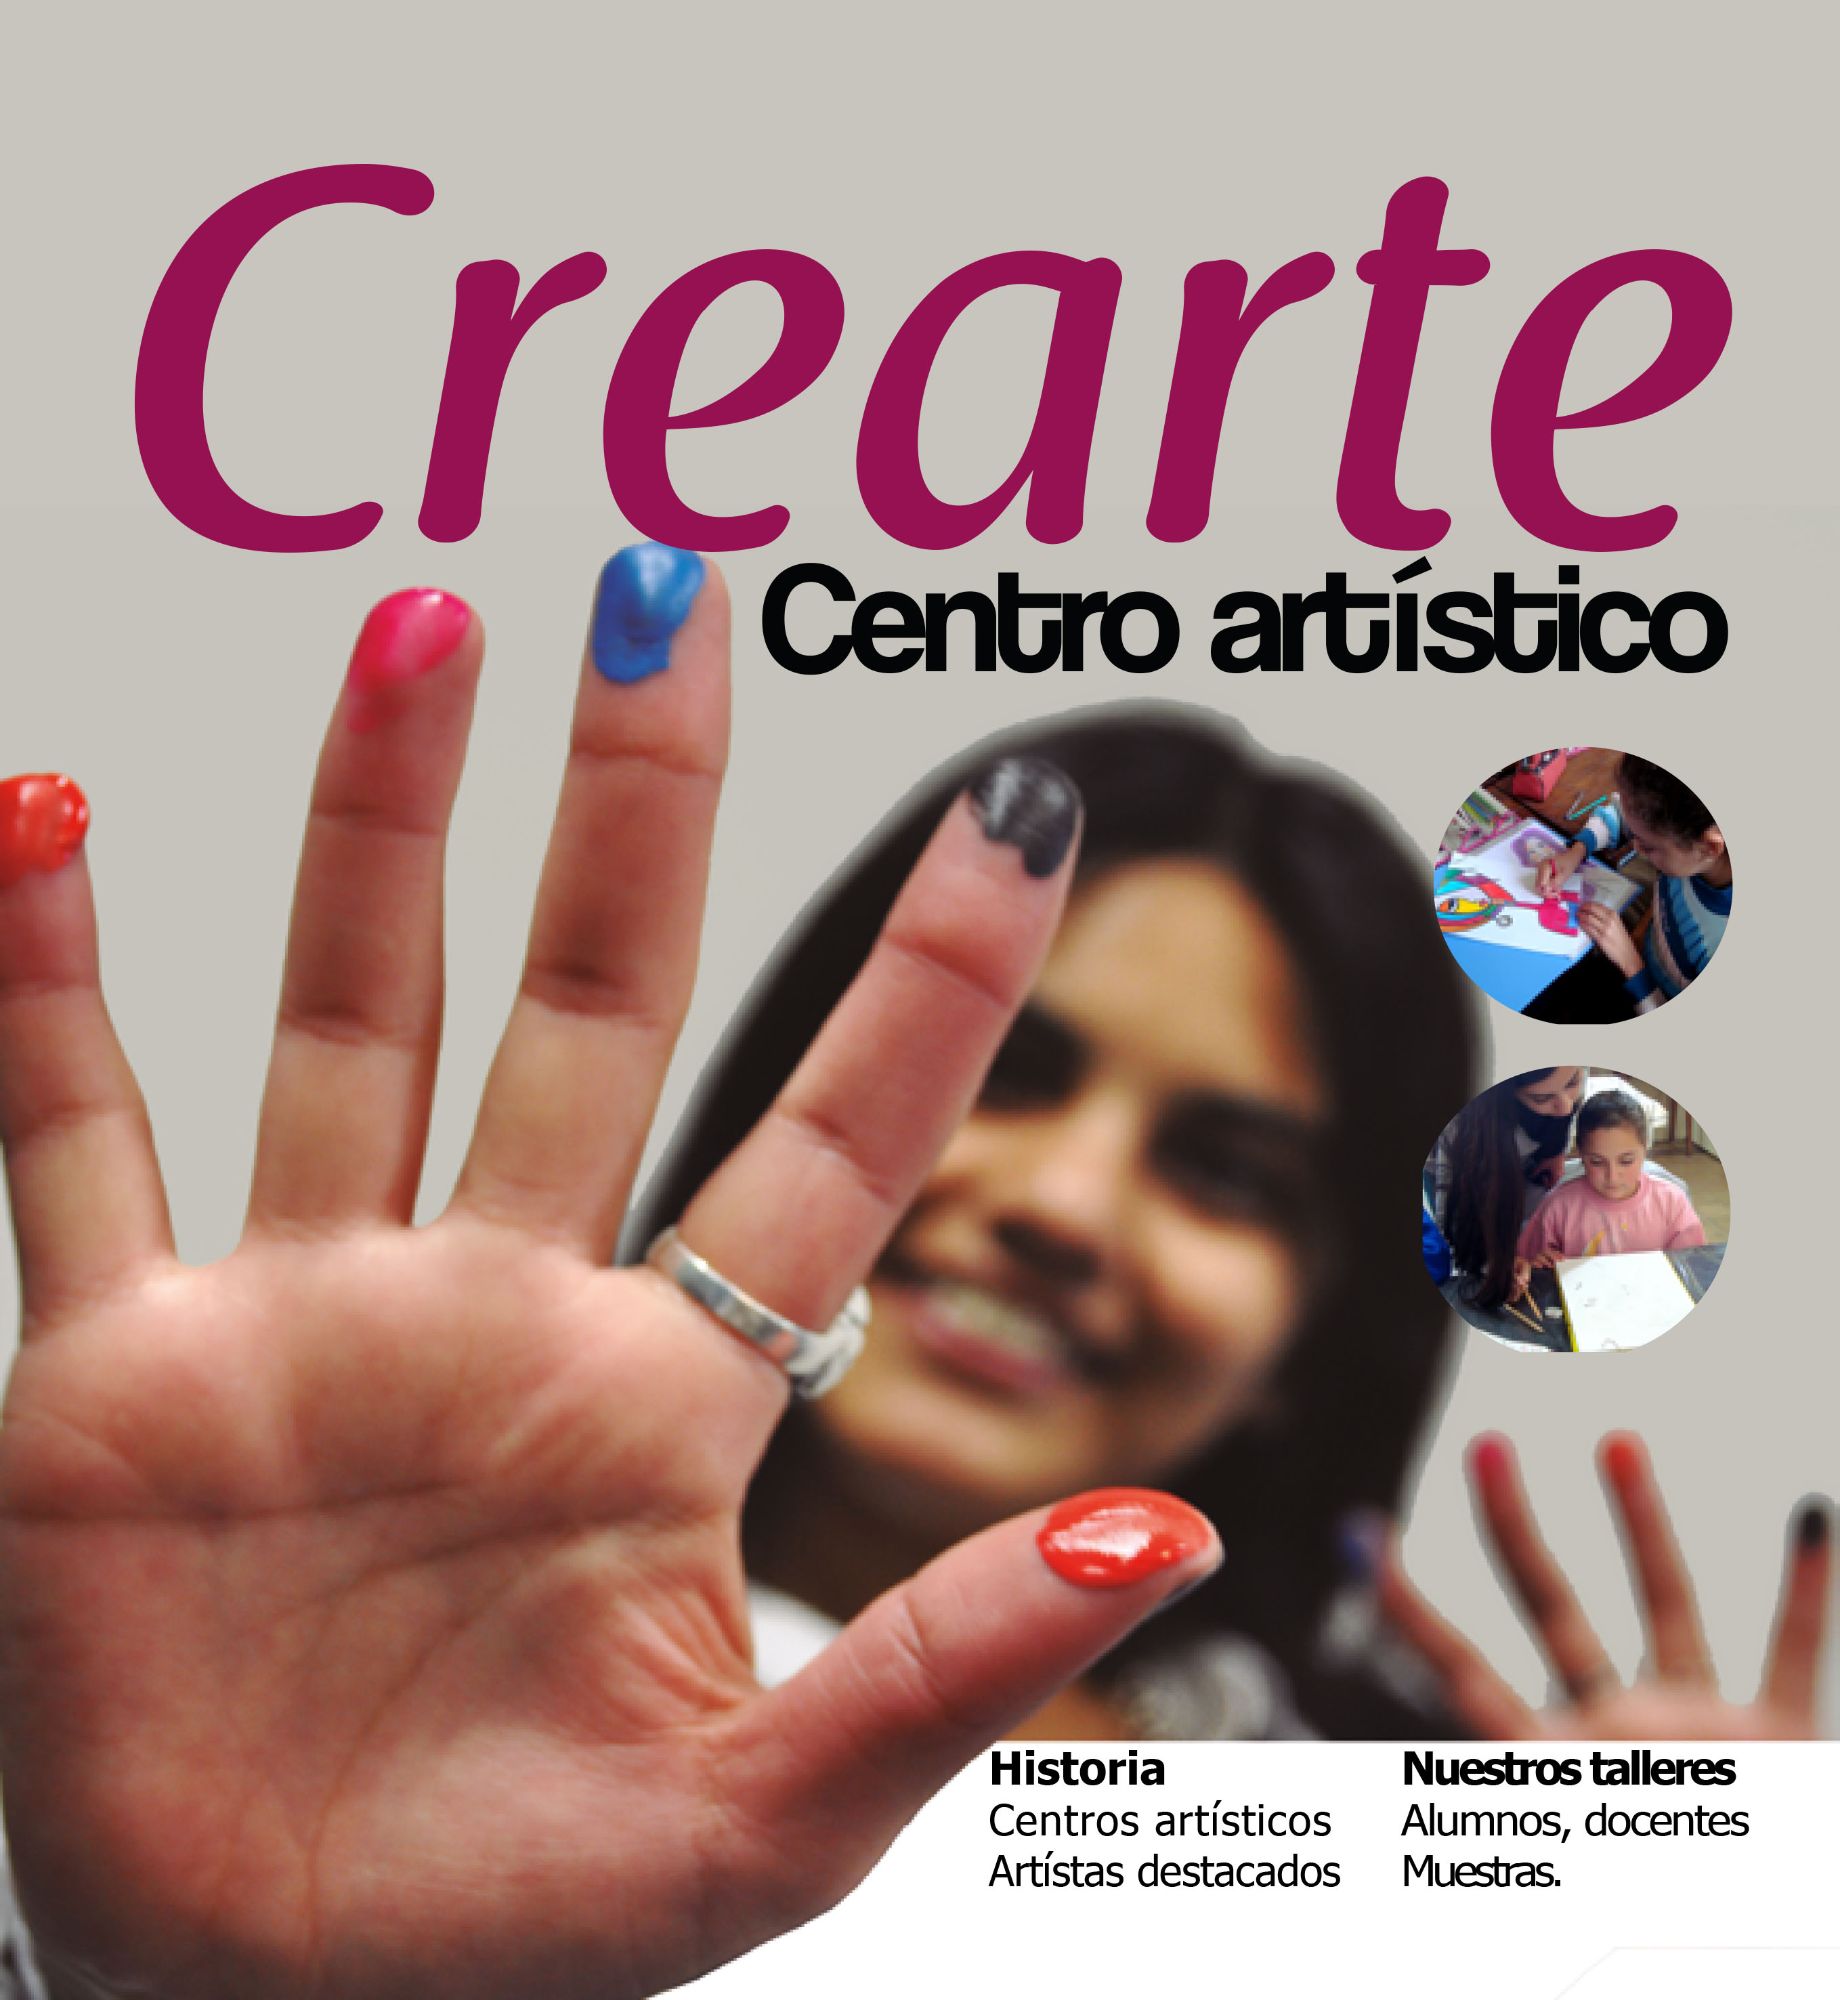 Crearte
Centro artístico
Historia
Centros artísticos
Artístas destacados
Nuestros talleres
Alumnos, docentes
Muestras.